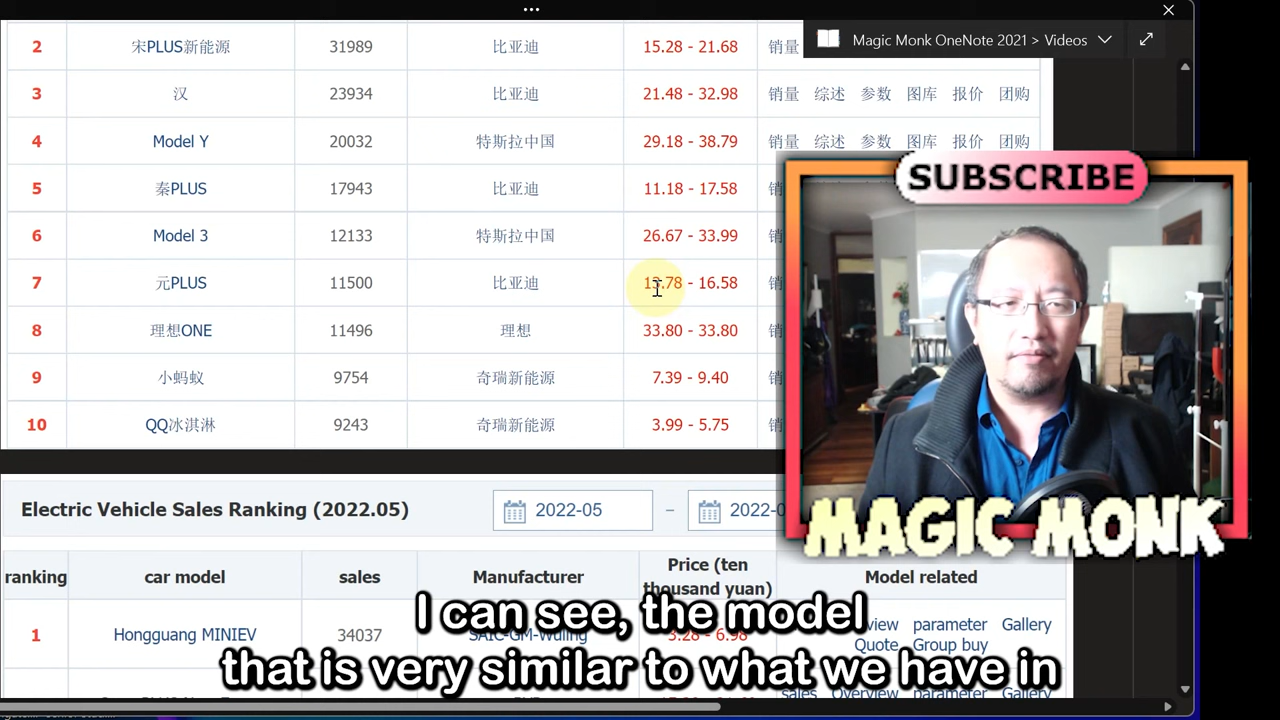 Magic Monk OneNote 2021 > Videos
2 宋PLUS新能源 31989 比亚迪 15.28 - 21.68 销量
3 汉 23934 比亚迪 21.48 - 32.98 销量 综述 参数 图库 报价 团购
4 Model Y 20032 特斯拉中国 29.18 - 38.79 销量 综述 参数 图库 报价 团购
5 秦PLUS 17943 比亚迪 11.18 - 17.58
6 Model 3 12133 特斯拉中国 26.67 - 33.99
7 元PLUS 11500 比亚迪 13.78 - 16.58
8 理想ONE 11496 理想 33.80 - 33.80
9 小蚂蚁 9754 奇瑞新能源 7.39 - 9.40
10 QQ冰淇淋 9243 奇瑞新能源 3.99 - 5.75
SUBSCRIBE
MAGIC MONK
Electric Vehicle Sales Ranking (2022.05) 2022-05 –
ranking car model sales Manufacturer Price (ten thousand yuan) Model related
1 Hongguang MINIEV 34037 SAIC-GM-Wuling 3.28 - 6.98 parameter Gallery
Quote Group buy
sales Overview parameter Gallery
I can see, the model
that is very similar to what we have in